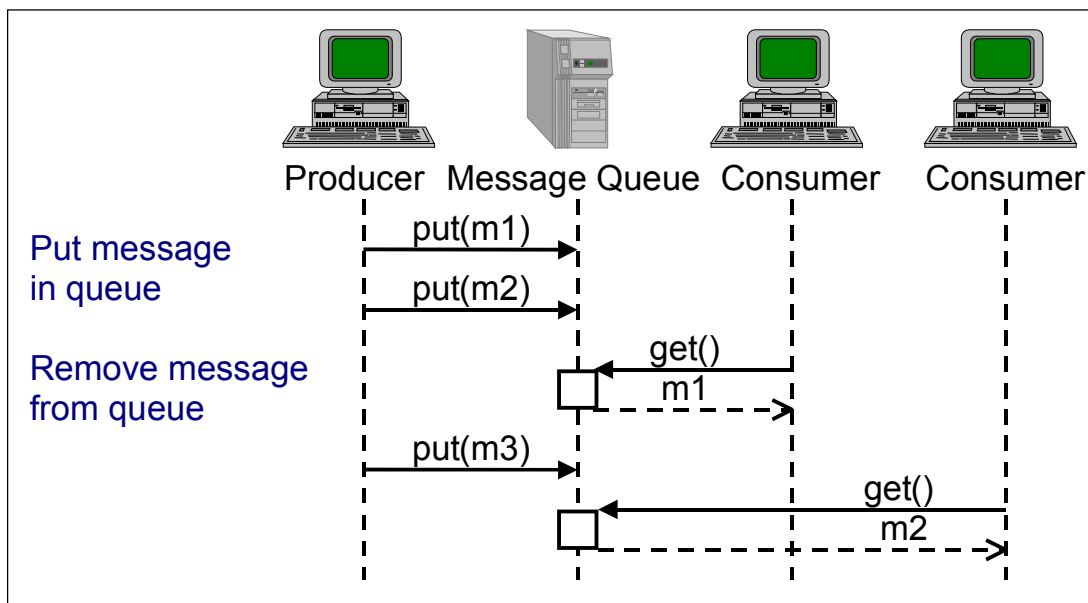 Producer Message Queue Consumer Consumer
Put message
in queue
put(m1)
put(m2)
Remove message
from queue
get()
m1
put(m3)
get()
m2